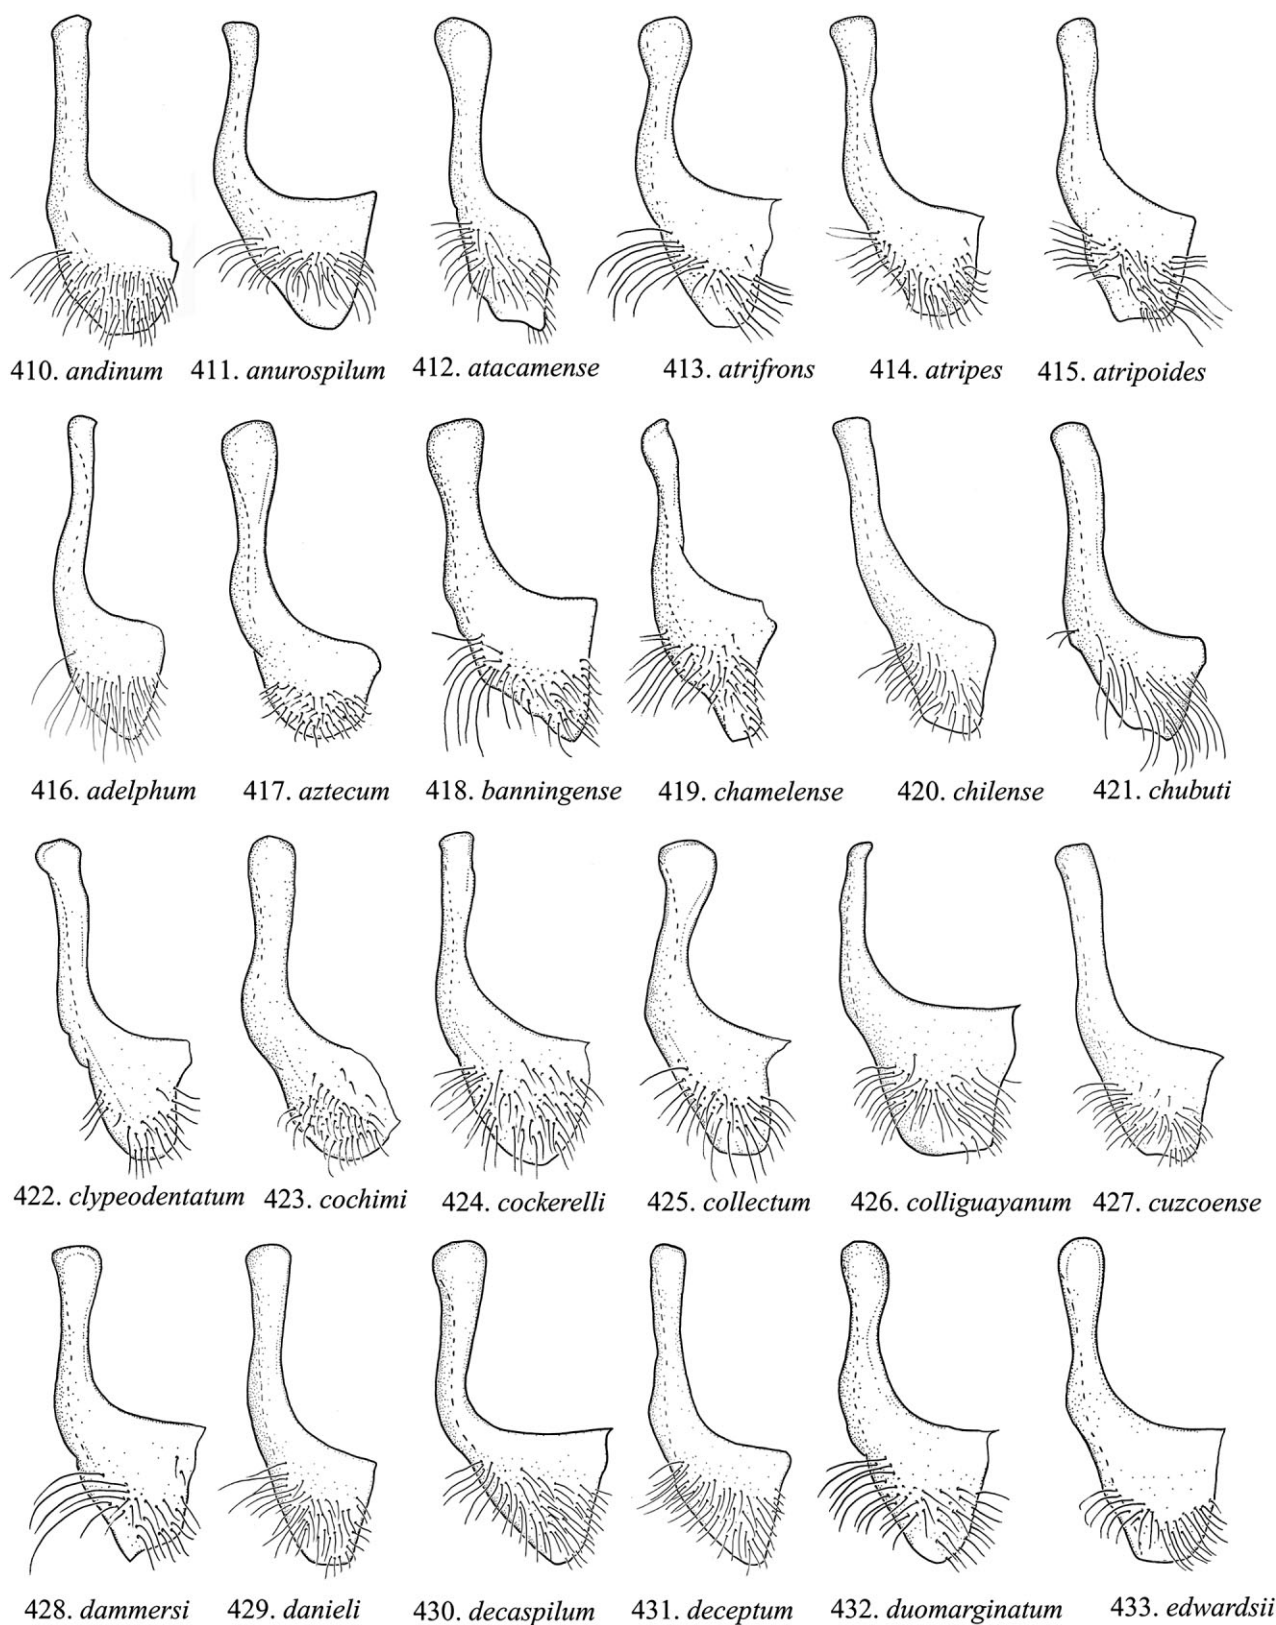 410. andinum 411. anurospilum 412. atacamense 413. atrifrons 414. atripes 415. atripoides
416. adelphum 417. aztecum 418. banningense 419. chamelense 420. chilense 421. chubuti
422. clypeodentatum 423. cochimi 424. cockerelli 425. collectum 426. colliguayanum 427. cuzcoense
428. dammersi 429. danieli 430. decaspilum 431. deceptum 432. duomarginatum 433. edwardsii